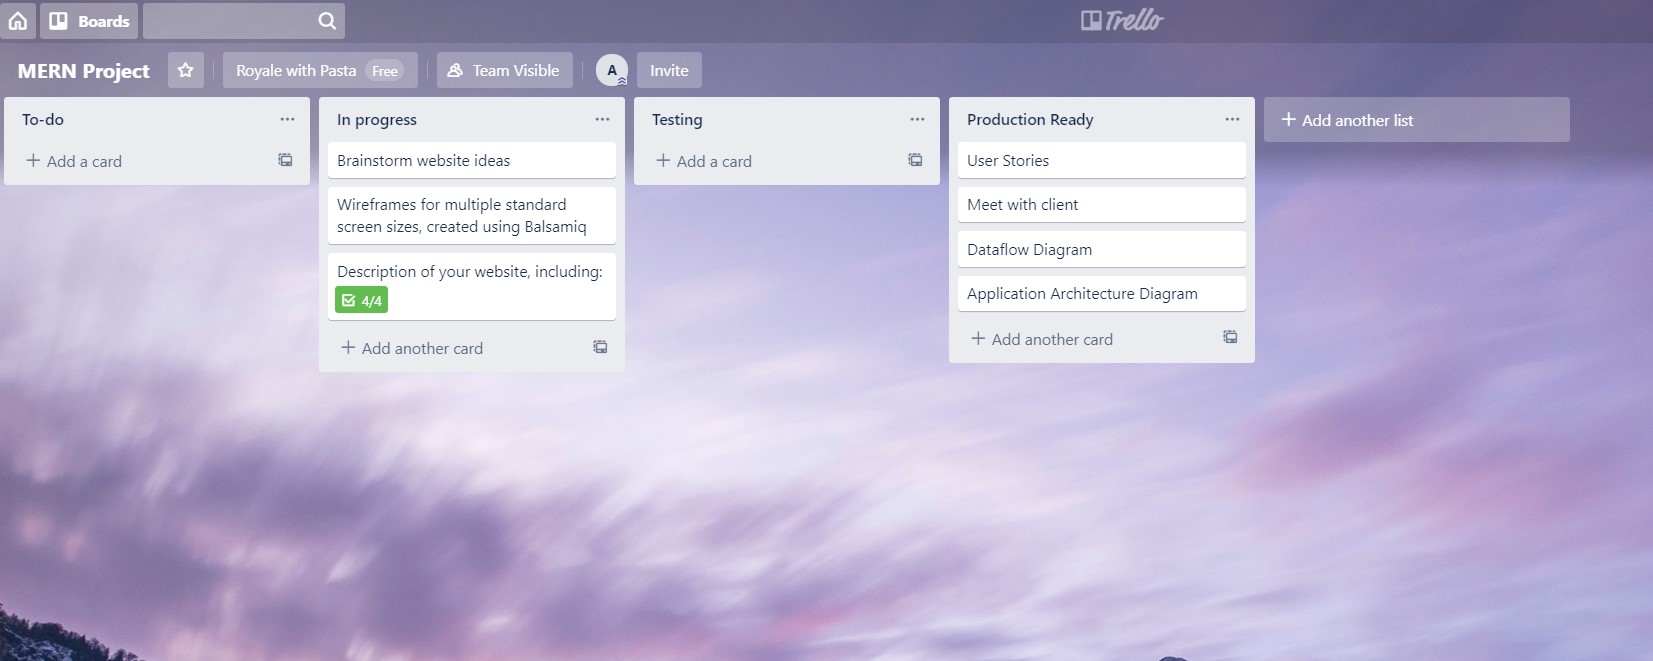 Boards
Trello
MERN Project
Royale with Pasta Free
Team Visible
A
Invite
To-do
Add a card
In progress
Brainstorm website ideas
Wireframes for multiple standard
screen sizes, created using Balsamiq
Description of your website, including:
4/4
Add another card
Testing
Add a card
Production Ready
User Stories
Meet with client
Dataflow Diagram
Application Architecture Diagram
Add another card
Add another list